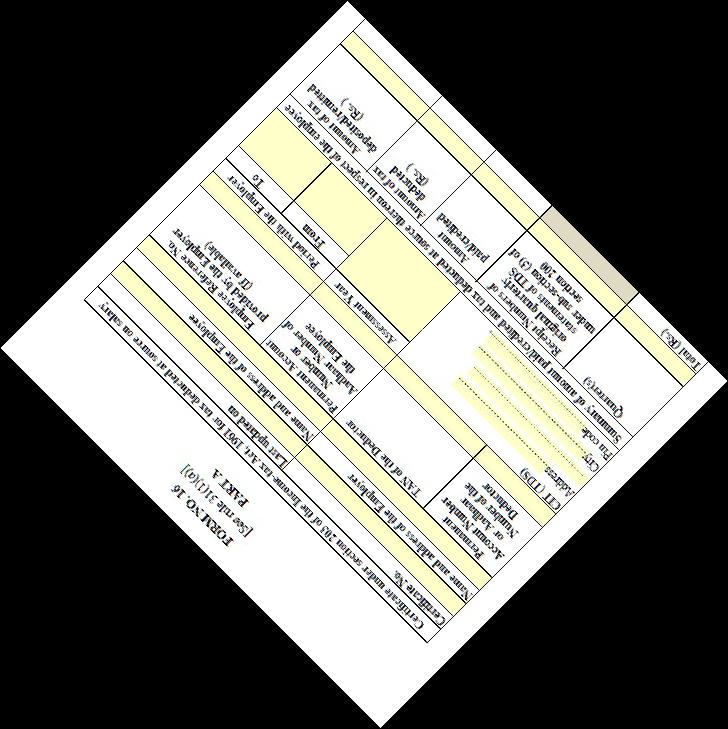 FORM NO. 16
[See rule 31(1)(a)]
PART A
Certificate under section 203 of the Income-tax Act, 1961 for tax deducted at source on salary
Certificate No.
Last updated on
Name and address of the Employer
Name and address of the Employee
Permanent
Account Number
or Aadhaar
Number of the
Deductor
TAN of the Deductor
Permanent Account
Number or
Aadhaar Number of
the Employee
Employee Reference No.
provided by the Employer
(If available)
CIT (TDS)
Assessment Year
Period with the Employer
Address
City
Pin code
From
To
Summary of amount paid/credited and tax deducted at source thereon in respect of the employee
Quarter(s)
Receipt Numbers of
original quarterly
statements of TDS
under sub-section (3) of
section 200
Amount
paid/credited
Amount of tax
deducted
(Rs. )
Amount of tax
deposited/remitted
(Rs. )
Total (Rs.)